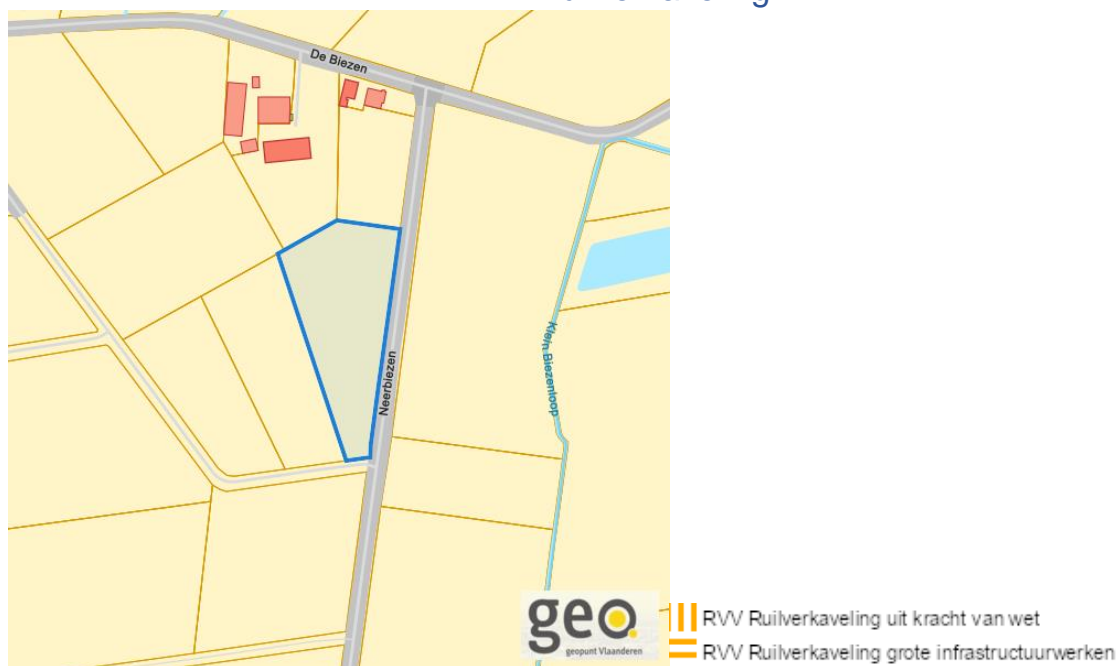 De Biezen
Neerbiezen
Klein Biezenloop
geo
geopunt Vlaanderen
RVV Ruilverkaveling uit kracht van wet
RVV Ruilverkaveling grote infrastructuurwerken